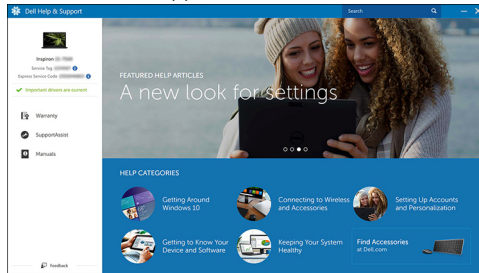 Dell Help & Support
Search
Inspiron
Service Tag
Express Service Code
Important drivers are current
Warranty
SupportAssist
Manuals
Feedback
FEATURED HELP ARTICLES
A new look for settings
HELP CATEGORIES
Getting Around
Windows 10
Connecting to Wireless
and Accessories
Setting Up Accounts
and Personalization
Getting to Know Your
Device and Software
Keeping Your System
Healthy
Find Accessories
at Dell.com